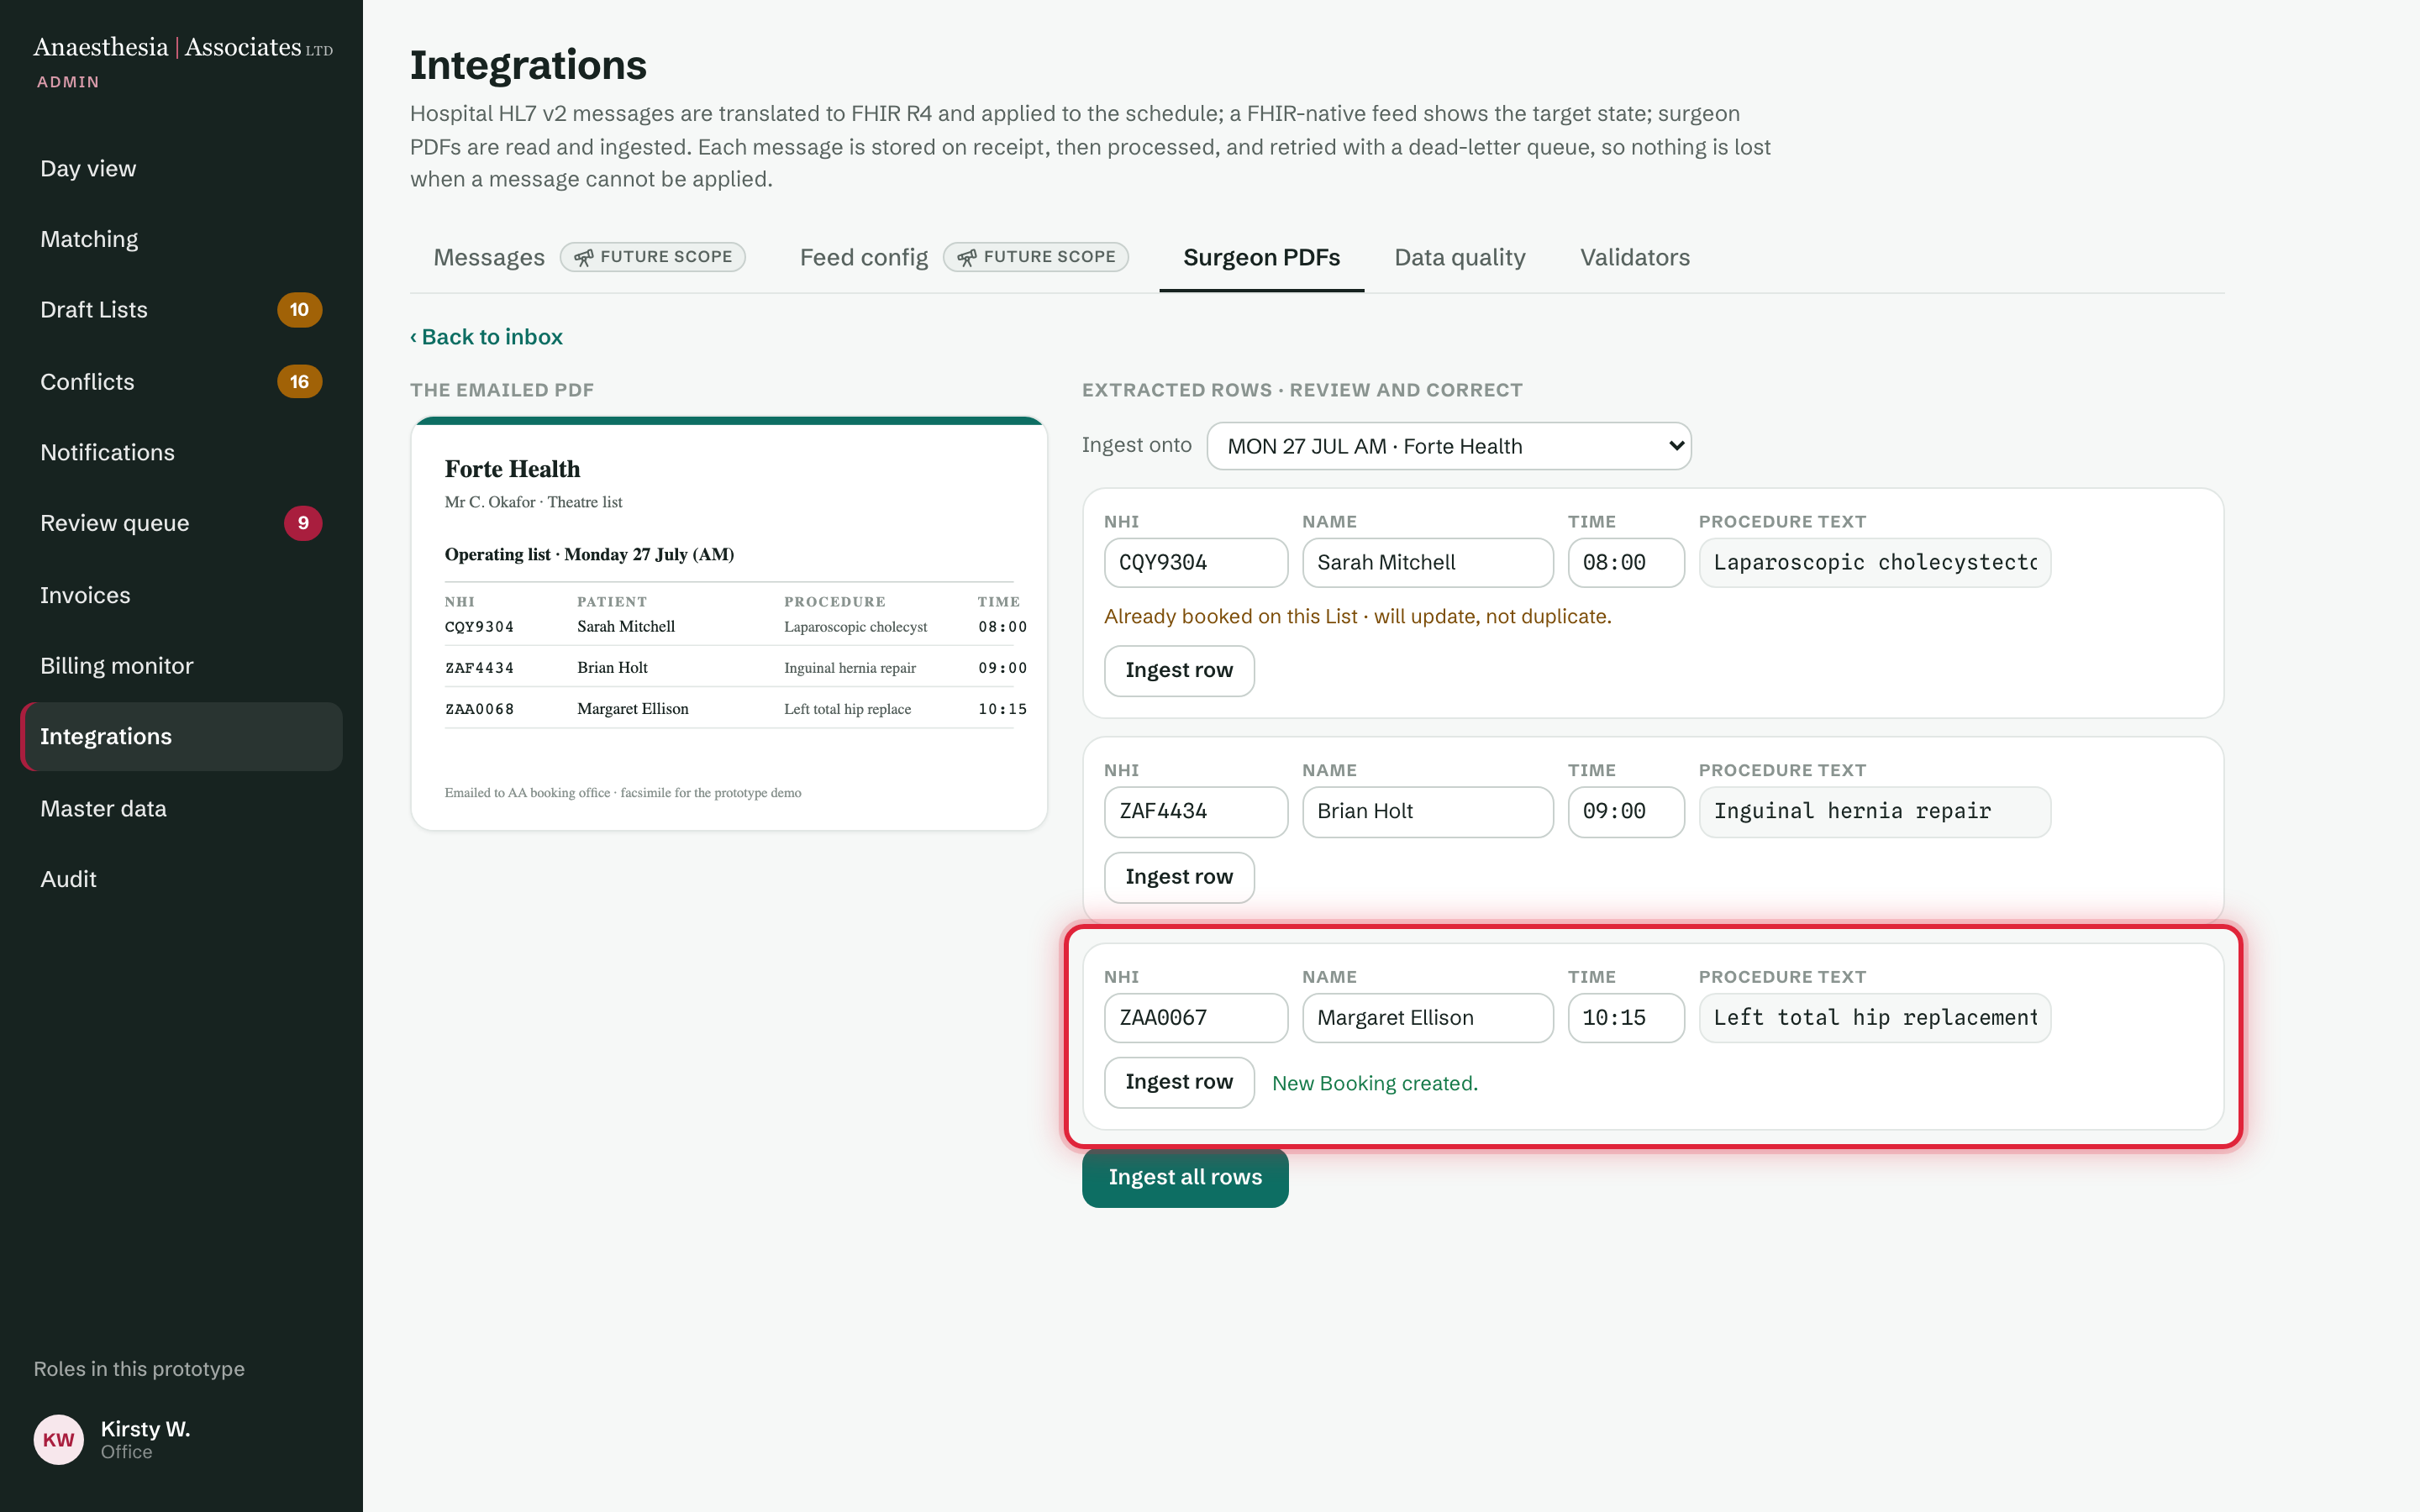 Anaesthesia | Associates LTD
ADMIN
Day view
Matching
Draft Lists 10
Conflicts 16
Notifications
Review queue 9
Invoices
Billing monitor
Integrations
Master data
Audit
Roles in this prototype
KW
Kirsty W.
Office
Integrations
Hospital HL7 v2 messages are translated to FHIR R4 and applied to the schedule; a FHIR-native feed shows the target state; surgeon
PDFs are read and ingested. Each message is stored on receipt, then processed, and retried with a dead-letter queue, so nothing is lost
when a message cannot be applied.
Messages FUTURE SCOPE Feed config FUTURE SCOPE Surgeon PDFs Data quality Validators
‹ Back to inbox
THE EMAILED PDF
Forte Health
Mr C. Okafor · Theatre list
Operating list · Monday 27 July (AM)
NHI PATIENT PROCEDURE TIME
CQY9304 Sarah Mitchell Laparoscopic cholecyst 08:00
ZAF4434 Brian Holt Inguinal hernia repair 09:00
ZAA0068 Margaret Ellison Left total hip replace 10:15
Emailed to AA booking office · facsimile for the prototype demo
EXTRACTED ROWS · REVIEW AND CORRECT
Ingest onto MON 27 JUL AM · Forte Health
NHI NAME TIME PROCEDURE TEXT
CQY9304 Sarah Mitchell 08:00 Laparoscopic cholecystectc
Already booked on this List · will update, not duplicate.
Ingest row
NHI NAME TIME PROCEDURE TEXT
ZAF4434 Brian Holt 09:00 Inguinal hernia repair
Ingest row
NHI NAME TIME PROCEDURE TEXT
ZAA0067 Margaret Ellison 10:15 Left total hip replacement
Ingest row New Booking created.
Ingest all rows